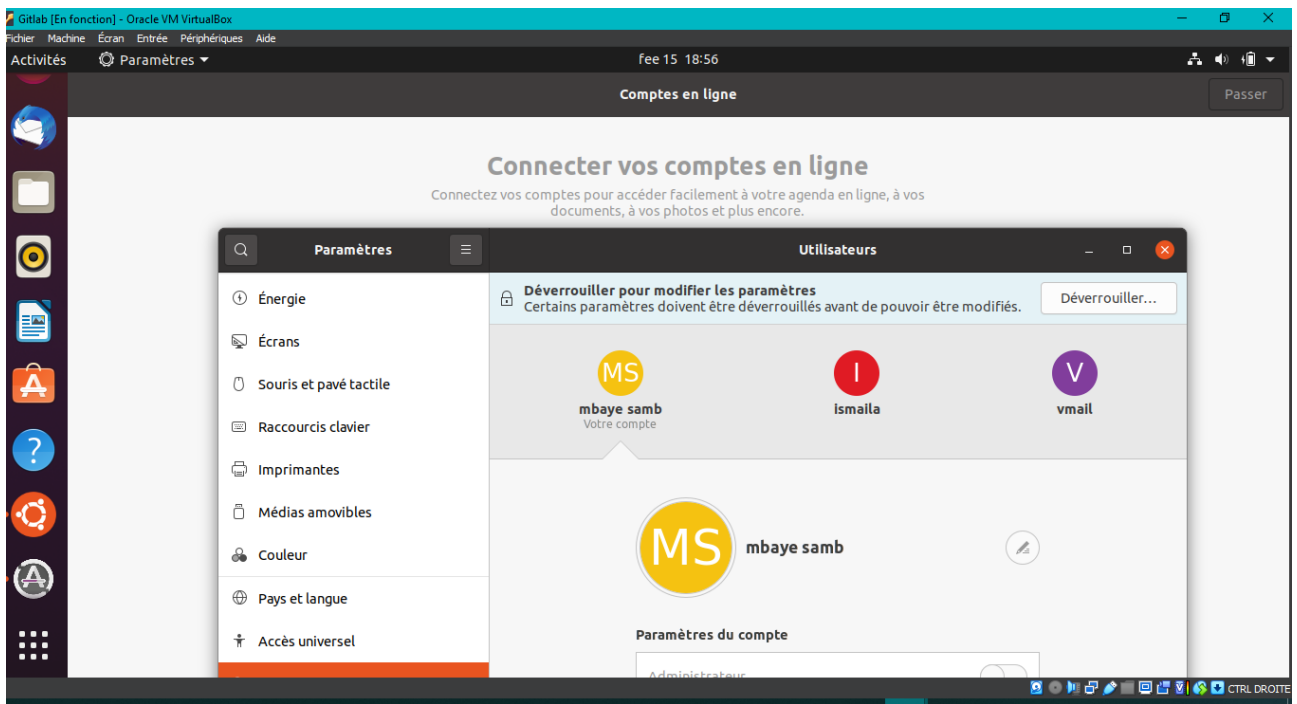 Gitlab [En fonction] - Oracle VM VirtualBox
Fichier Machine Écran Entrée Périphériques Aide
Activités Paramètres fee 15 18:56
Comptes en ligne Passer
Connecter vos comptes en ligne
Connectez vos comptes pour accéder facilement à votre agenda en ligne, à vos
documents, à vos photos et plus encore.
Paramètres
Énergie
Écrans
Souris et pavé tactile
Raccourcis clavier
Imprimantes
Médias amovibles
Couleur
Pays et langue
Accès universel
Utilisateurs
Déverrouiller pour modifier les paramètres
Certains paramètres doivent être déverrouillés avant de pouvoir être modifiés.
Déverrouiller...
MS
mbaye samb
Votre compte
I
ismaila
V
vmail
MS
mbaye samb
Paramètres du compte
Administrateur
CTRL DROITE